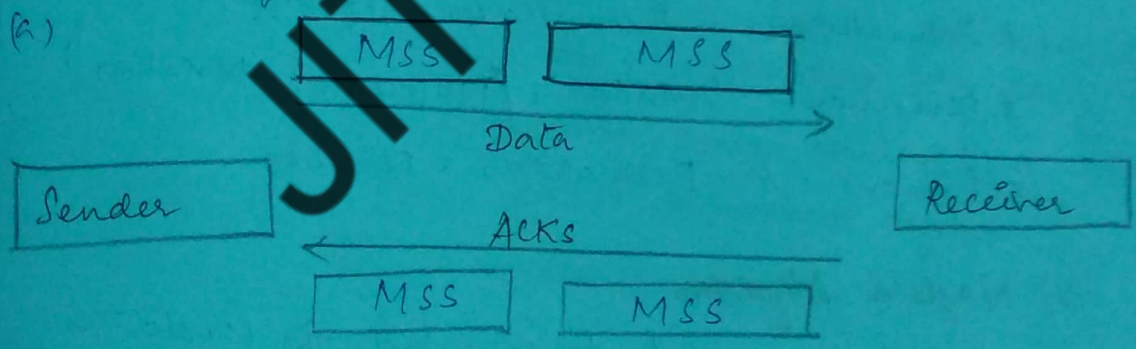 (a)
MSS MSS
Data
Sender
Receiver
ACKs
MSS MSS